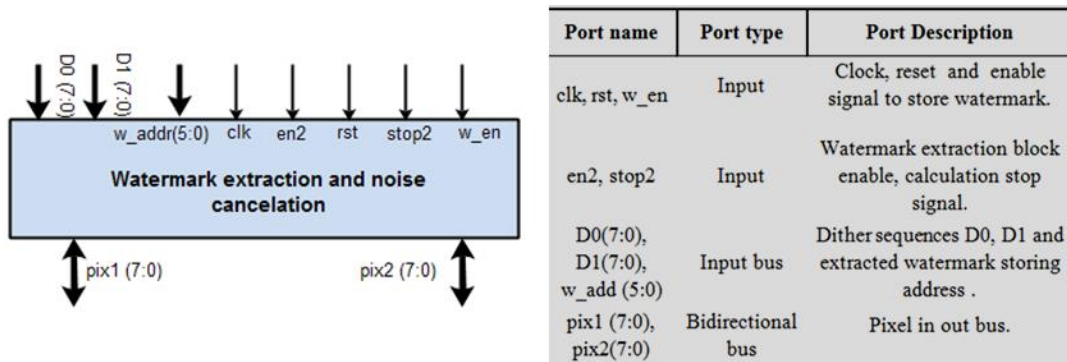 D0 (7:0)
D1 (7:0)
w_addr(5:0) clk en2 rst stop2 w_en
Watermark extraction and noise
cancelation
pix1 (7:0) pix2 (7:0)
Port name Port type Port Description
clk, rst, w_en Input Clock, reset and enable
signal to store watermark.
en2, stop2 Input Watermark extraction block
enable, calculation stop
signal.
D0(7:0),
D1(7:0),
w_add (5:0) Input bus Dither sequences D0, D1 and
extracted watermark storing
address .
pix1 (7:0),
pix2(7:0) Bidirectional
bus Pixel in out bus.